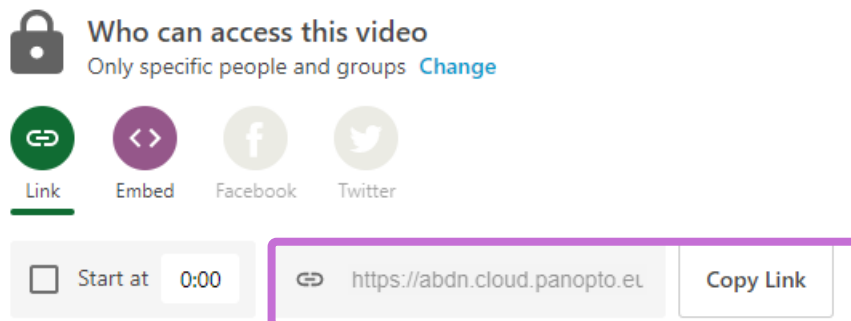 Who can access this video
Only specific people and groups Change
Link Embed Facebook Twitter
Start at 0:00 https://abdn.cloud.panopto.eu Copy Link